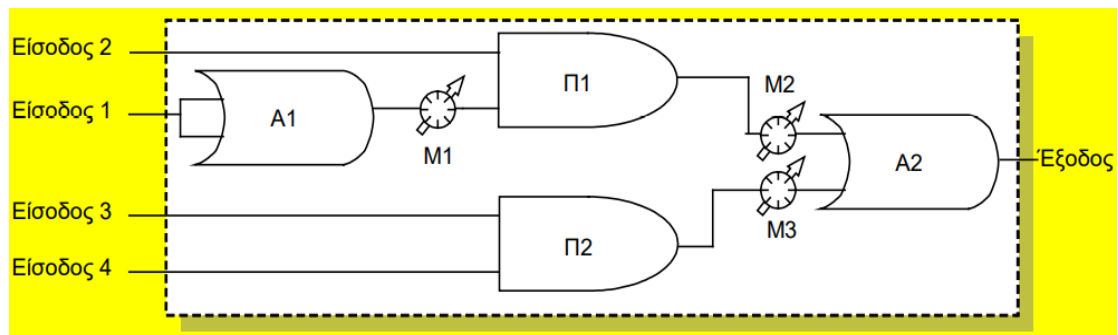 Είσοδος 2
Είσοδος 1
Α1
Μ1
Π1
Μ2
Α2
Έξοδος
Μ3
Είσοδος 3
Είσοδος 4
Π2